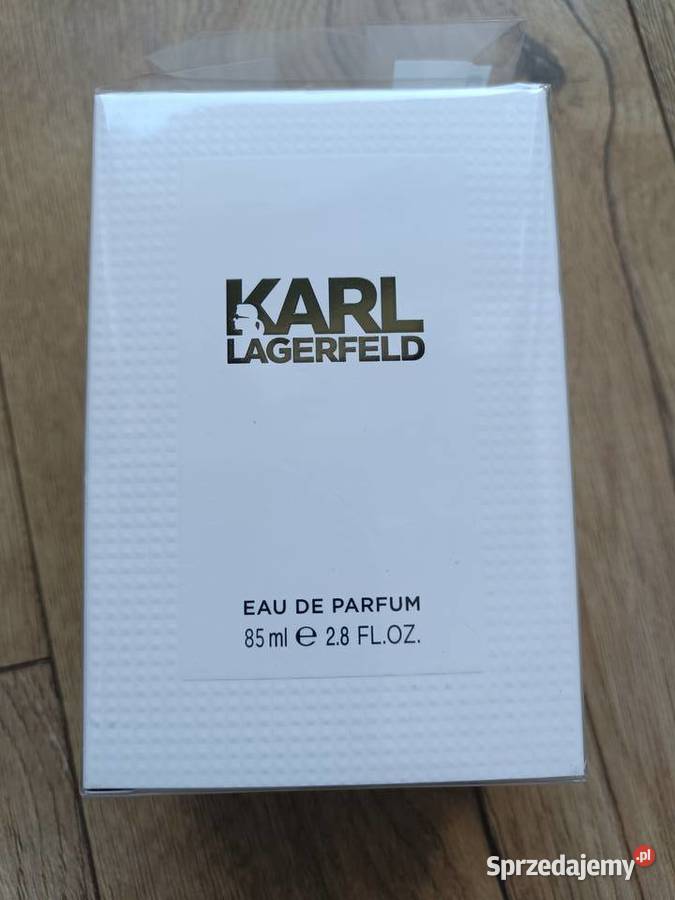 KARL
LAGERFELD
EAU DE PARFUM
85 ml e 2.8 FL.OZ.
Sprzedajemy.pl